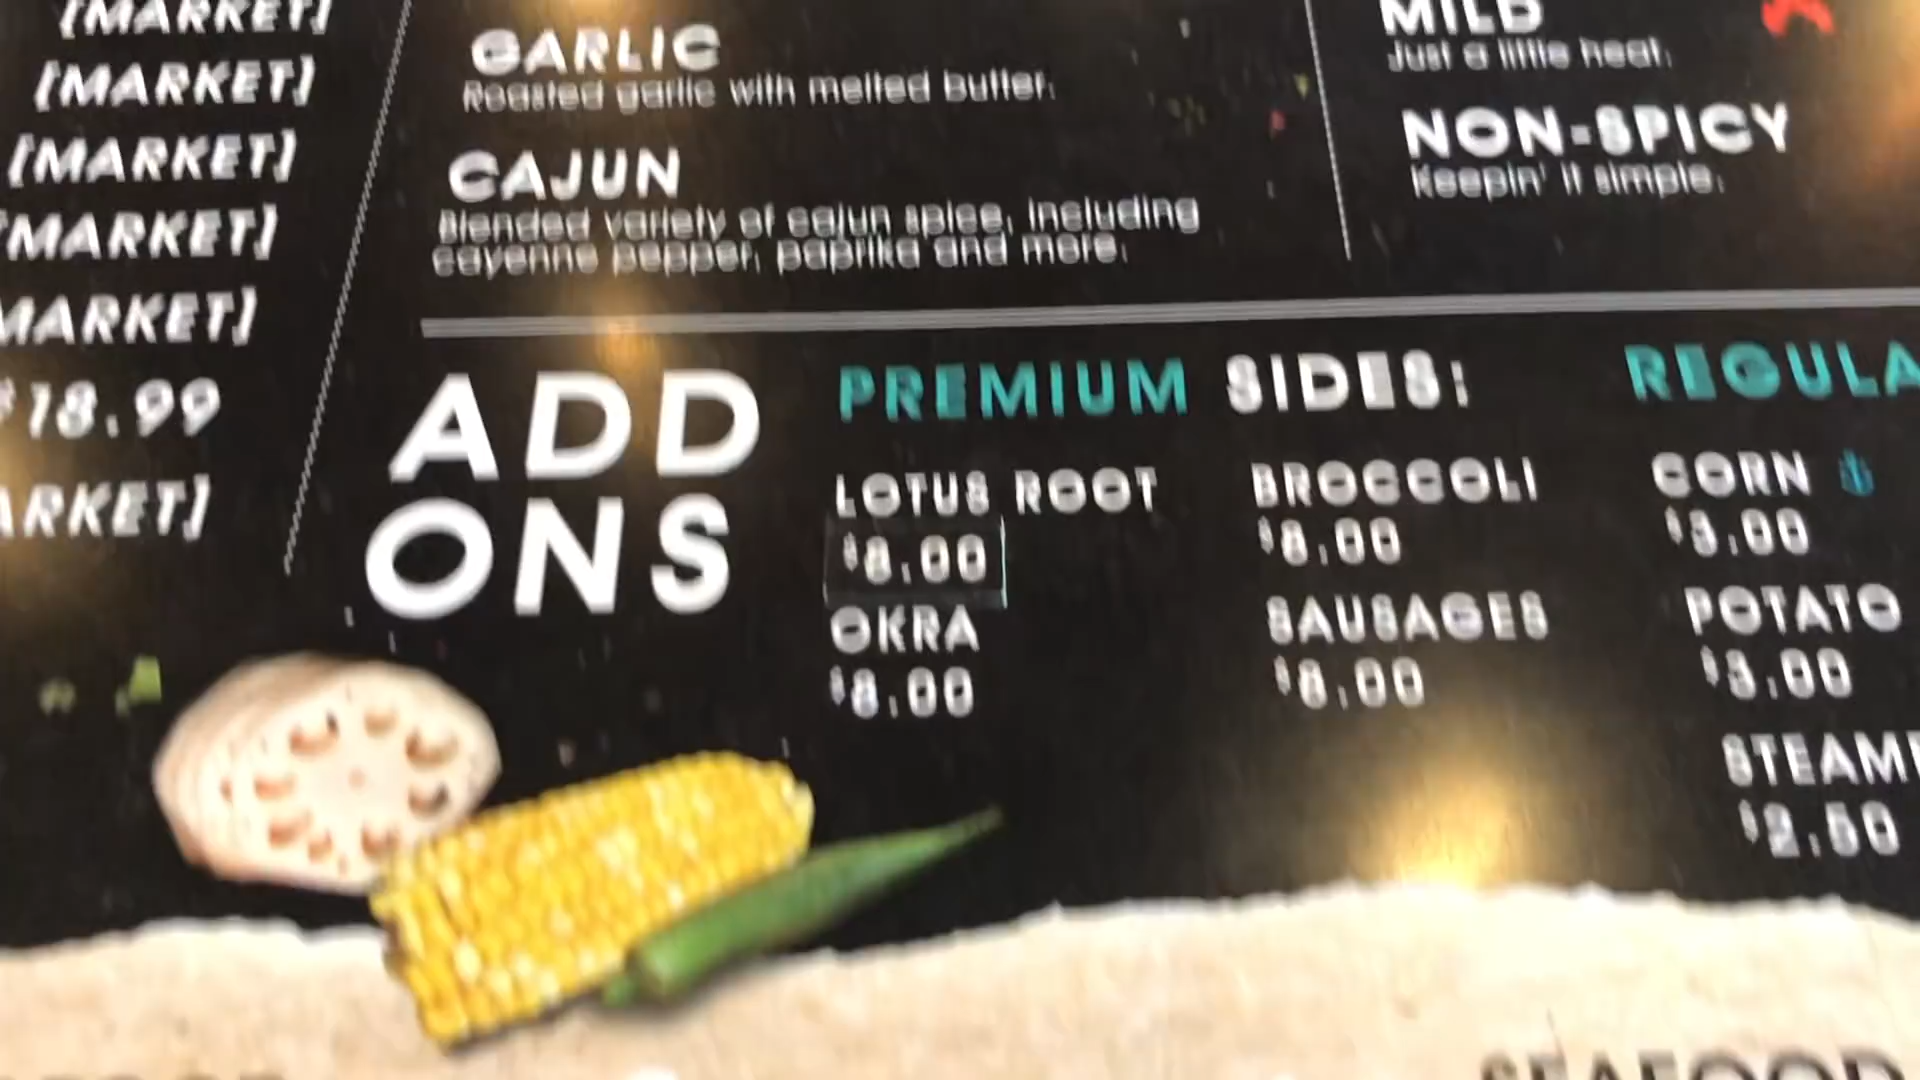 [MARKET]
[MARKET]
[MARKET]
[MARKET]
MARKET]
$18.99
ARKET]
GARLIC
Roasted garlic with melted butter.
CAJUN
Blended variety of cajun spice, including
cayenne pepper, paprika and more.
MILD
Just a little heat.
NON-SPICY
Keepin' it simple.
ADD
ONS
PREMIUM SIDES:
LOTUS ROOT
$8.00
OKRA
$8.00
BROCCOLI
$8.00
SAUSAGES
$8.00
REGULA
CORN
$3.00
POTATO
$3.00
STEAM
$2.50
SEAFOOD